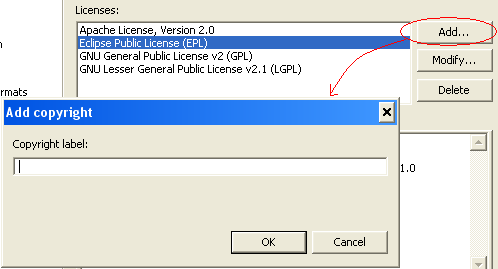 Licenses:
Apache License, Version 2.0
Eclipse Public License (EPL)
GNU General Public License v2 (GPL)
GNU Lesser General Public License v2.1 (LGPL)
Add...
Modify...
Delete
ormats
Add copyright
Copyright label:
1.0
OK
Cancel